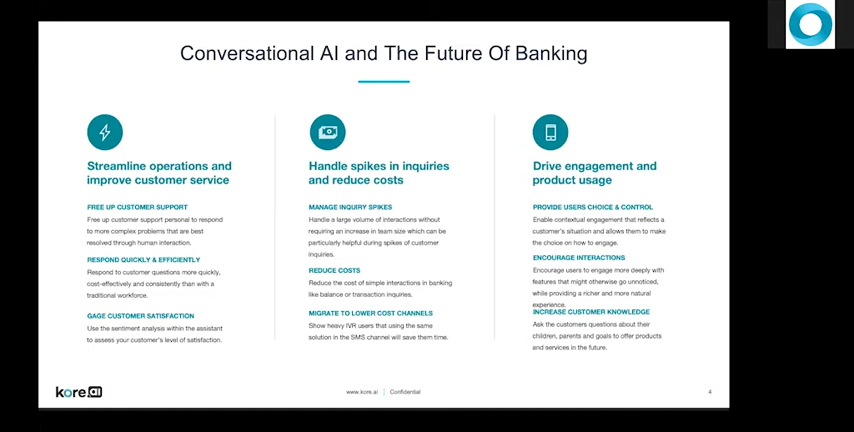 Conversational AI and The Future Of Banking
Streamline operations and
improve customer service
FREE UP CUSTOMER SUPPORT
Free up customer support personal to respond
to more complex problems that are best
resolved through human interaction.
RESPOND QUICKLY & EFFICIENTLY
Respond to customer questions more quickly,
cost-effectively and consistently than with a
traditional workforce.
GAGE CUSTOMER SATISFACTION
Use the sentiment analysis within the assistant
to assess your customer's level of satisfaction.
Handle spikes in inquiries
and reduce costs
MANAGE INQUIRY SPIKES
Handle a large volume of interactions without
requiring an increase in team size which can be
particularly helpful during spikes of customer
inquiries.
REDUCE COSTS
Reduce the cost of simple interactions in banking
like balance or transaction inquiries.
MIGRATE TO LOWER COST CHANNELS
Show heavy IVR users that using the same
solution in the SMS channel will save them time.
Drive engagement and
product usage
PROVIDE USERS CHOICE & CONTROL
Enable contextual engagement that reflects a
customer's situation and allows them to make
the choice on how to engage.
ENCOURAGE INTERACTIONS
Encourage users to engage more deeply with
features that might otherwise go unnoticed,
while providing a richer and more natural
experience.
INCREASE CUSTOMER KNOWLEDGE
Ask the customers questions about their
children, parents and goals to offer products
and services in the future.
kore.ai
www.kore.ai | Confidential
4